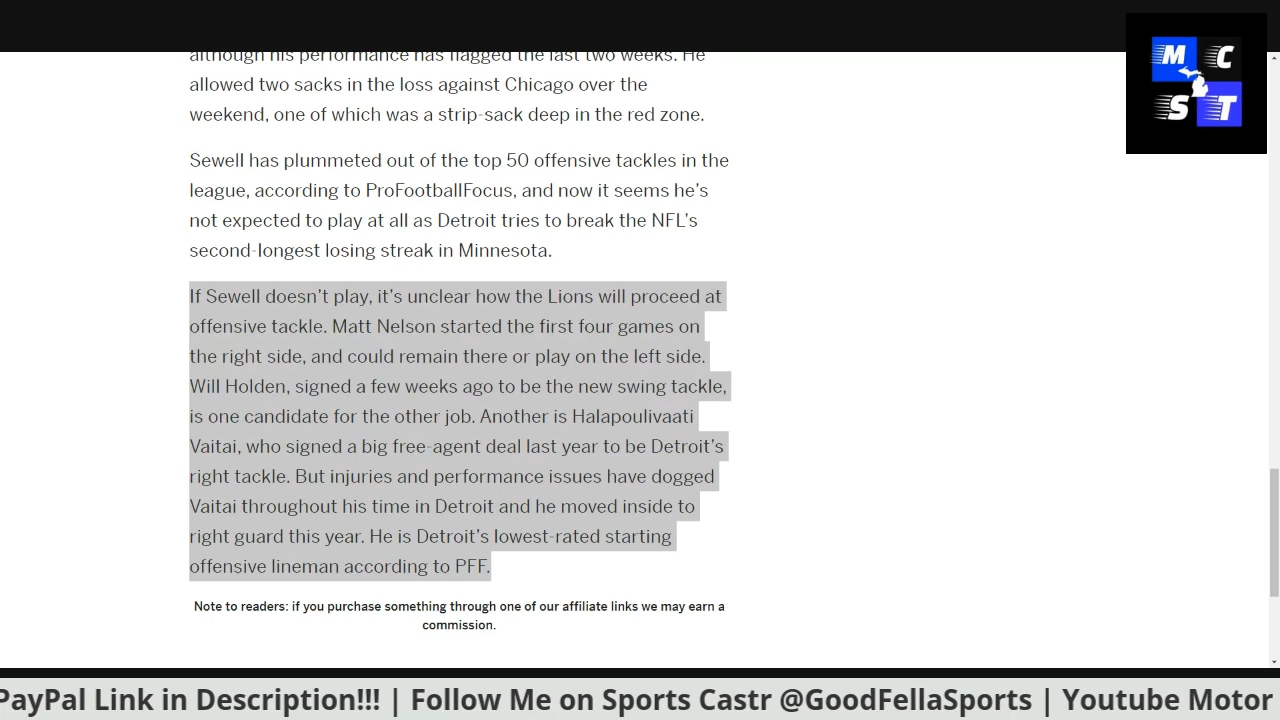 although his performance has lagged the last two weeks. He
allowed two sacks in the loss against Chicago over the
weekend, one of which was a strip-sack deep in the red zone.
Sewell has plummeted out of the top 50 offensive tackles in the
league, according to ProFootballFocus, and now it seems he’s
not expected to play at all as Detroit tries to break the NFL’s
second-longest losing streak in Minnesota.
If Sewell doesn’t play, it’s unclear how the Lions will proceed at
offensive tackle. Matt Nelson started the first four games on
the right side, and could remain there or play on the left side.
Will Holden, signed a few weeks ago to be the new swing tackle,
is one candidate for the other job. Another is Halapoulivaati
Vaitai, who signed a big free-agent deal last year to be Detroit’s
right tackle. But injuries and performance issues have dogged
Vaitai throughout his time in Detroit and he moved inside to
right guard this year. He is Detroit’s lowest-rated starting
offensive lineman according to PFF.
Note to readers: if you purchase something through one of our affiliate links we may earn a
commission.
M C
S T
PayPal Link in Description!!! | Follow Me on Sports Castr @GoodFellaSports | Youtube Motor